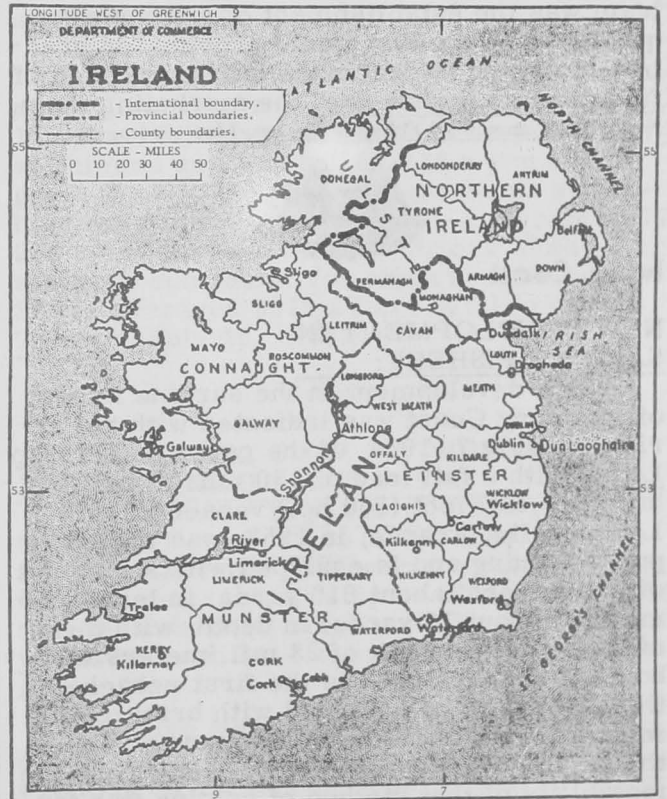 LONGITUDE WEST OF GREENWICH
9
7
DEPARTMENT OF COMMERCE
IRELAND
- International boundary.
- Provincial boundaries.
- County boundaries.
SCALE - MILES
0 10 20 30 40 50
ATLANTIC OCEAN
NORTH CHANNEL
55
55
ULSTER
DONEGAL
LONDONDERRY
ANTRIM
NORTHERN
IRELAND
TYRONE
Belfast
DOWN
ARMAGH
FERMANAGH
MONAGHAN
Sligo
SLIGO
LEITRIM
CAVAN
Dundalk
IRISH
SEA
LOUTH
Drogheda
MAYO
ROSCOMMON
CONNAUGHT
LONGFORD
MEATH
WEST MEATH
GALWAY
Athlone
DUBLIN
Galway
Dublin
Dun Laoghaire
OFFALY
KILDARE
LEINSTER
53
53
Shannon
IRELAND
WICKLOW
Wicklow
LAOIGHIS
CLARE
River
Carlow
CARLOW
Kilkenny
Limerick
LIMERICK
TIPPERARY
KILKENNY
WEXFORD
Wexford
Tralee
MUNSTER
WATERFORD
Waterford
ST. GEORGE'S CHANNEL
KERRY
Killarney
CORK
Cork
Cobh
9
7